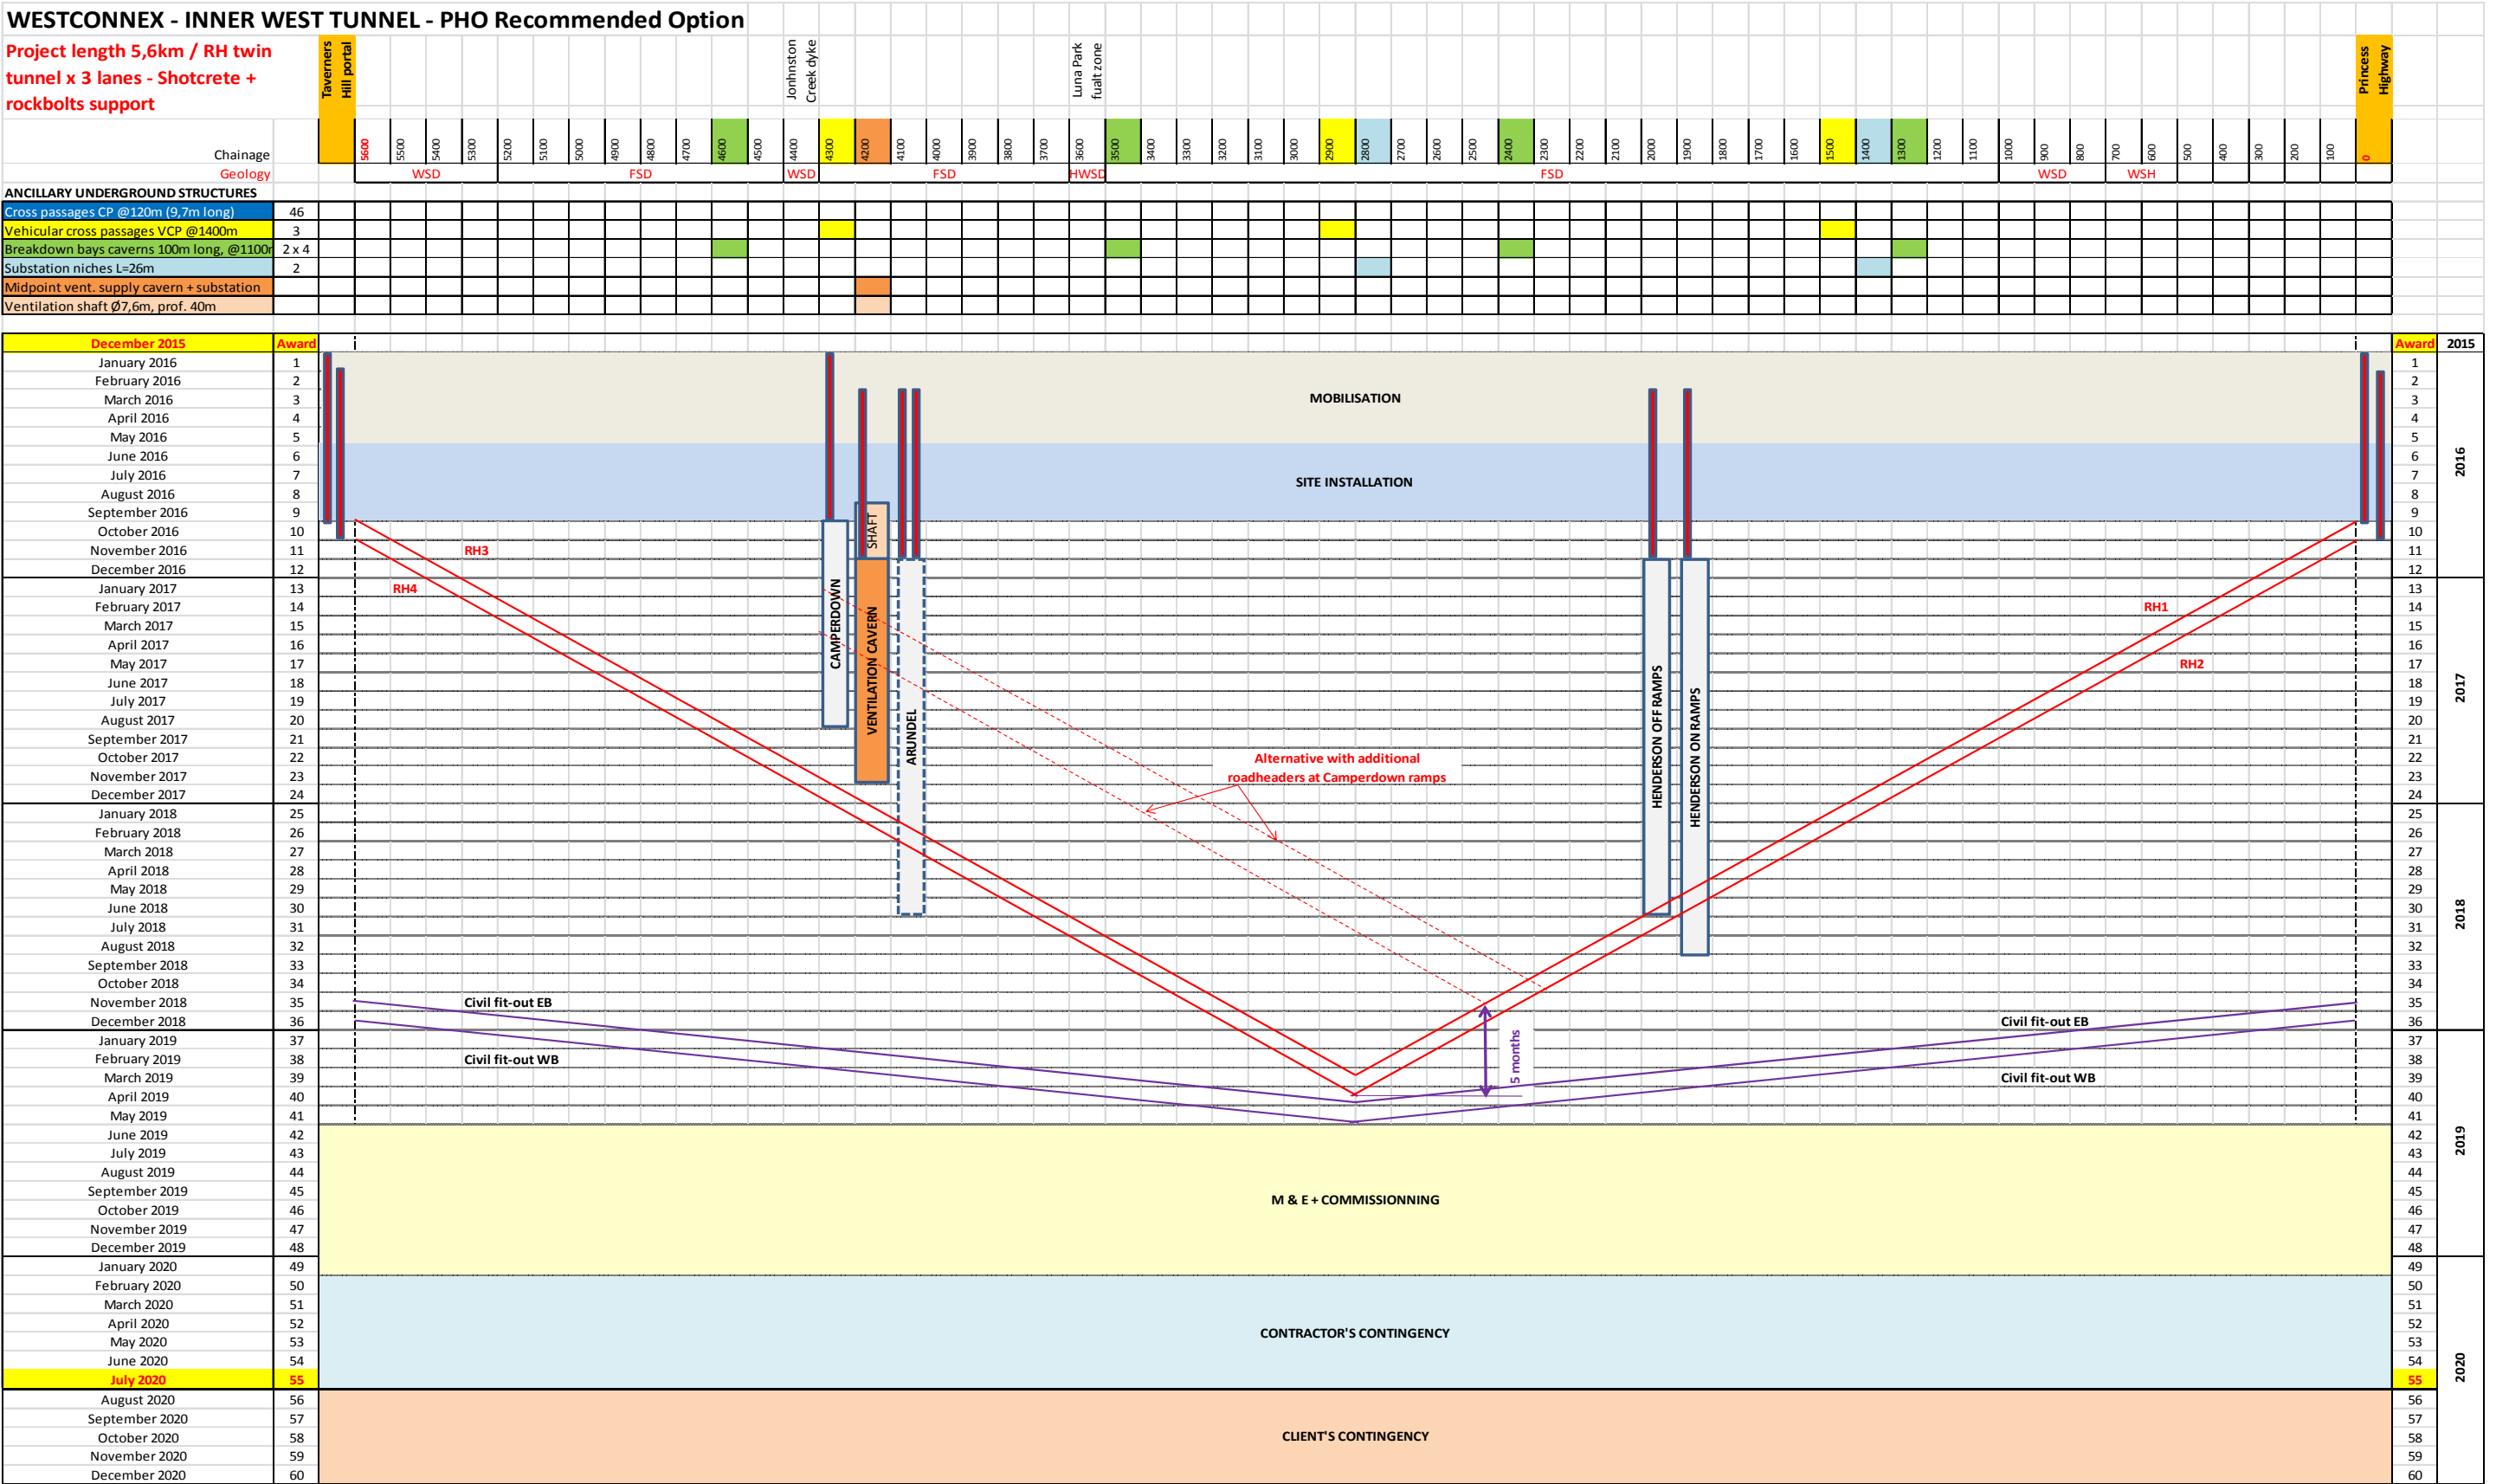 WESTCONNEX - INNER WEST TUNNEL - PHO Recommended Option
Project length 5,6km / RH twin
tunnel x 3 lanes - Shotcrete +
rockbolts support
Taverners
Hill portal
Jonhnston
Creek dyke
Luna Park
fualt zone
Princess
Highway
Chainage
5600 5500 5400 5300 5200 5100 5000 4900 4800 4700 4600 4500 4400 4300 4200 4100 4000 3900 3800 3700 3600 3500 3400 3300 3200 3100 3000 2900 2800 2700 2600 2500 2400 2300 2200 2100 2000 1900 1800 1700 1600 1500 1400 1300 1200 1100 1000 900 800 700 600 500 400 300 200 100 0
Geology WSD FSD WSD FSD HWSD FSD WSD WSH
ANCILLARY UNDERGROUND STRUCTURES
Cross passages CP @120m (9,7m long) 46
Vehicular cross passages VCP @1400m 3
Breakdown bays caverns 100m long, @1100m 2 x 4
Substation niches L=26m 2
Midpoint vent. supply cavern + substation
Ventilation shaft Ø7,6m, prof. 40m
December 2015 Award Award 2015
January 2016 1 1
February 2016 2 2
March 2016 3 MOBILISATION 3
April 2016 4 4
May 2016 5 5
June 2016 6 6
July 2016 7 7 2016
August 2016 8 SITE INSTALLATION 8
September 2016 9 9
October 2016 10 SHAFT 10
November 2016 11 RH3 11
December 2016 12 12
January 2017 13 RH4 13
February 2017 14 RH1 14
March 2017 15 CAMPERDOWN 15
April 2017 16 16
May 2017 17 VENTILATION CAVERN RH2 17
June 2017 18 18 2017
July 2017 19 19
August 2017 20 ARUNDEL HENDERSON OFF RAMPS HENDERSON ON RAMPS 20
September 2017 21 21
October 2017 22 Alternative with additional 22
November 2017 23 roadheaders at Camperdown ramps 23
December 2017 24 24
January 2018 25 25
February 2018 26 26
March 2018 27 27
April 2018 28 28
May 2018 29 29
June 2018 30 30 2018
July 2018 31 31
August 2018 32 32
September 2018 33 33
October 2018 34 34
November 2018 35 Civil fit-out EB 35
December 2018 36 Civil fit-out EB 36
January 2019 37 37
February 2019 38 Civil fit-out WB 5 months 38
March 2019 39 Civil fit-out WB 39
April 2019 40 40
May 2019 41 41
June 2019 42 42 2019
July 2019 43 43
August 2019 44 44
September 2019 45 M & E + COMMISSIONNING 45
October 2019 46 46
November 2019 47 47
December 2019 48 48
January 2020 49 49
February 2020 50 50
March 2020 51 51
April 2020 52 CONTRACTOR'S CONTINGENCY 52
May 2020 53 53
June 2020 54 54 2020
July 2020 55 55
August 2020 56 56
September 2020 57 57
October 2020 58 CLIENT'S CONTINGENCY 58
November 2020 59 59
December 2020 60 60